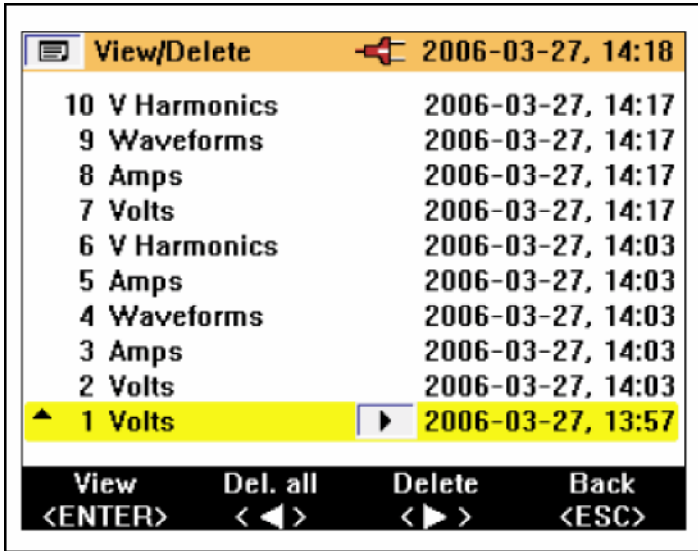 View/Delete 2006-03-27, 14:18
10 V Harmonics 2006-03-27, 14:17
9 Waveforms 2006-03-27, 14:17
8 Amps 2006-03-27, 14:17
7 Volts 2006-03-27, 14:17
6 V Harmonics 2006-03-27, 14:03
5 Amps 2006-03-27, 14:03
4 Waveforms 2006-03-27, 14:03
3 Amps 2006-03-27, 14:03
2 Volts 2006-03-27, 14:03
1 Volts 2006-03-27, 13:57
View Del. all Delete Back
<ENTER> <◀> <▶> <ESC>